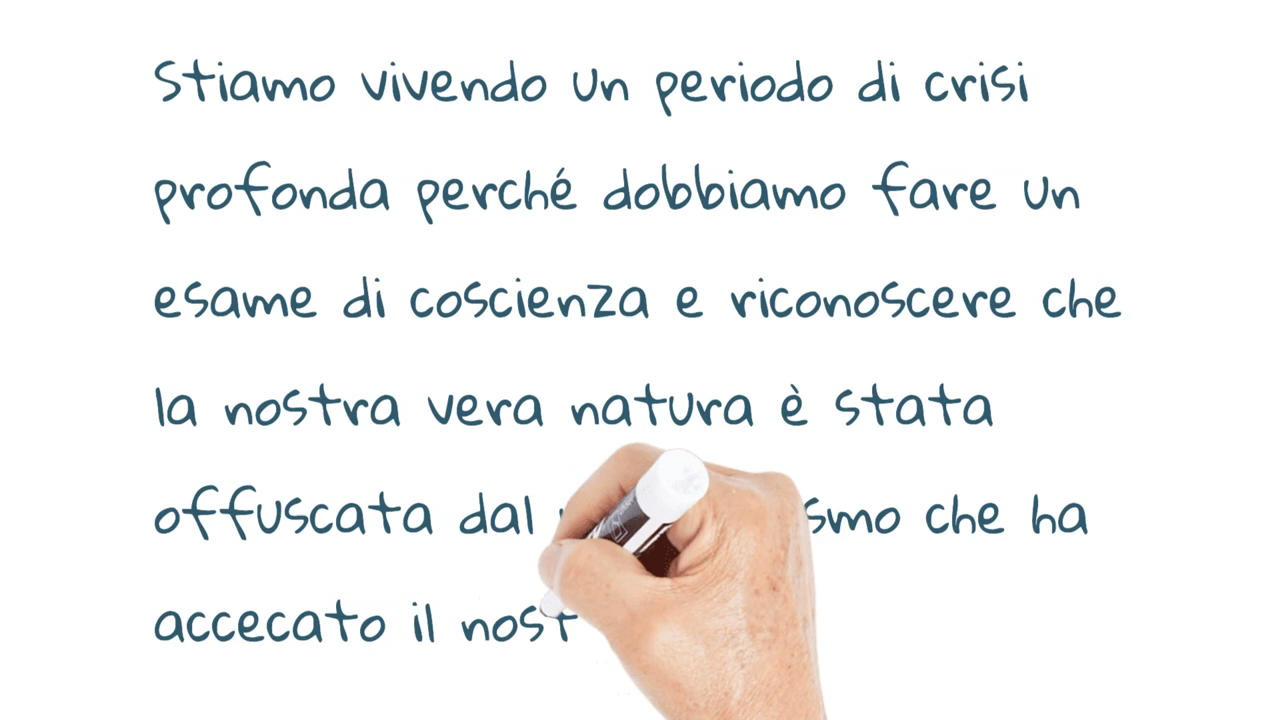 Stiamo vivendo un periodo di crisi
profonda perché dobbiamo fare un
esame di coscienza e riconoscere che
la nostra vera natura è stata
offuscata dal che ha
accecato il